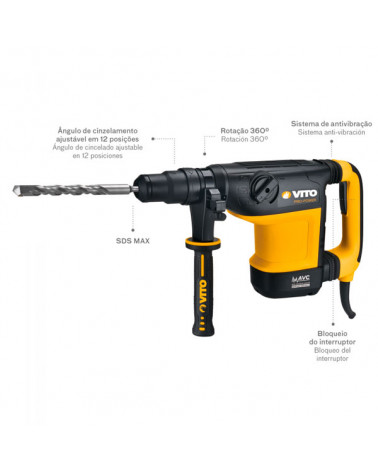 Ângulo de cinzelamento
ajustável em 12 posições
Ángulo de cincelado ajustable
en 12 posiciones
Rotação 360º
Rotación 360º
Sistema de antivibração
Sistema anti-vibración
VITO
SDS MAX
VITO
AVC
Bloqueio
do interruptor
Bloqueo del
interruptor